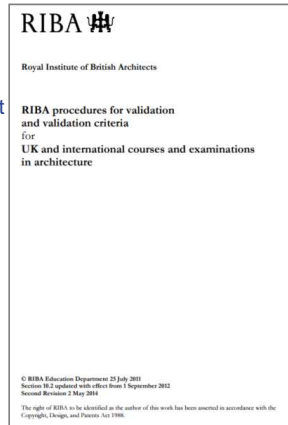 t
RIBA
Royal Institute of British Architects
RIBA procedures for validation
and validation criteria
for
UK and international courses and examinations
in architecture
© RIBA Education Department 25 July 2011
Section 10.2 updated with effect from 1 September 2012
Second Revision 2 May 2014
The right of RIBA to be identified as the author of this work has been asserted in accordance with the
Copyright, Design, and Patents Act 1988.